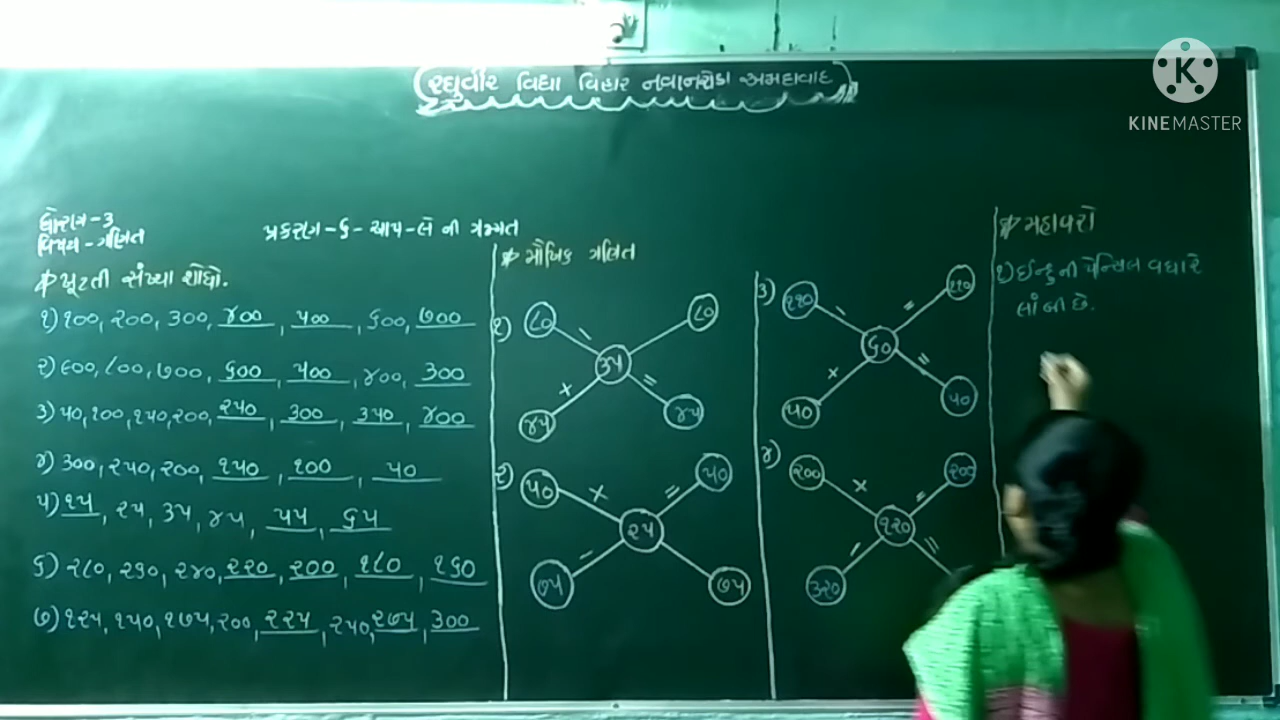 રઘુવીર વિદ્યા વિહાર નવાનરોડા અમદાવાદ
KINEMASTER
ધોરણ-૩
વિષય-ગણિત
પ્રકરણ-૬-આપ-લે ની ગમ્મત
ખૂટતી સંખ્યા શોધો.
૧) ૧૦૦, ૨૦૦, ૩૦૦, ૪૦૦, ૫૦૦, ૬૦૦, ૭૦૦
૨) ૯૦૦, ૮૦૦, ૭૦૦, ૬૦૦, ૫૦૦, ૪૦૦, ૩૦૦
૩) ૫૦, ૧૦૦, ૧૫૦, ૨૦૦, ૨૫૦, ૩૦૦, ૩૫૦, ૪૦૦
૪) ૩૦૦, ૨૫૦, ૨૦૦, ૧૫૦, ૧૦૦, ૫૦
૫) ૧૫, ૨૫, ૩૫, ૪૫, ૫૫, ૬૫
૬) ૨૮૦, ૨૬૦, ૨૪૦, ૨૨૦, ૨૦૦, ૧૮૦, ૧૬૦
૭) ૧૨૫, ૧૫૦, ૧૭૫, ૨૦૦, ૨૨૫, ૨૫૦, ૨૭૫, ૩૦૦
મૌખિક ગણિત
૧) ૮૦ - ૮૦
૩૫
× =
૪૫ ૪૫
૨) ૫૦ × = ૫૦
૨૫
-
૭૫ ૭૫
૩) ૧૧૦ - = ૧૧૦
૬૦
× =
૫૦ ૫૦
૪) ૨૦૦ × = ૨૦૦
૧૨૦
- =
૩૨૦
મહાવરો
૧) ઈન્દુની પેન્સિલ વધારે
લાંબી છે.